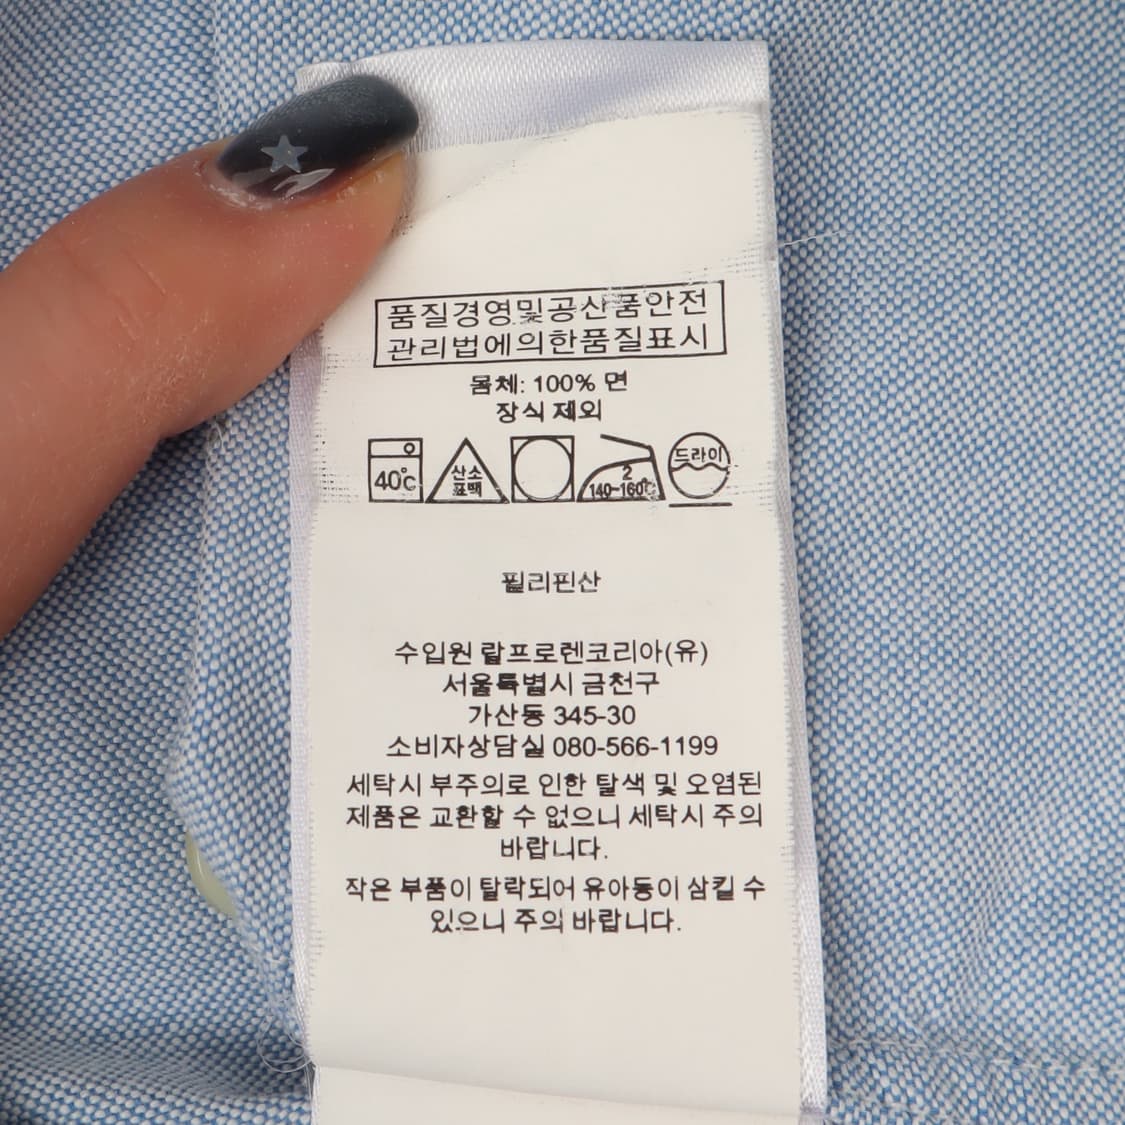 품질경영및공산품안전
관리법에의한품질표시
몸체: 100% 면
장식 제외
40℃ 산소 표백 2 140~160℃ 드라이
필리핀산
수입원 랄프로렌코리아(유)
서울특별시 금천구
가산동 345-30
소비자상담실 080-566-1199
세탁시 부주의로 인한 탈색 및 오염된
제품은 교환할 수 없으니 세탁시 주의
바랍니다.
작은 부품이 탈락되어 유아동이 삼킬 수
있으니 주의 바랍니다.